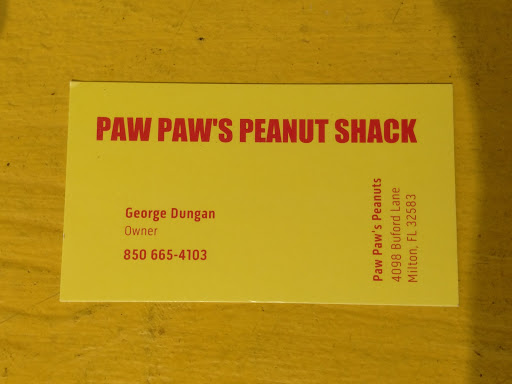 PAW PAW'S PEANUT SHACK
George Dungan
Owner
850 665-4103
Paw Paw's Peanuts
4098 Buford Lane
Milton, FL 32583